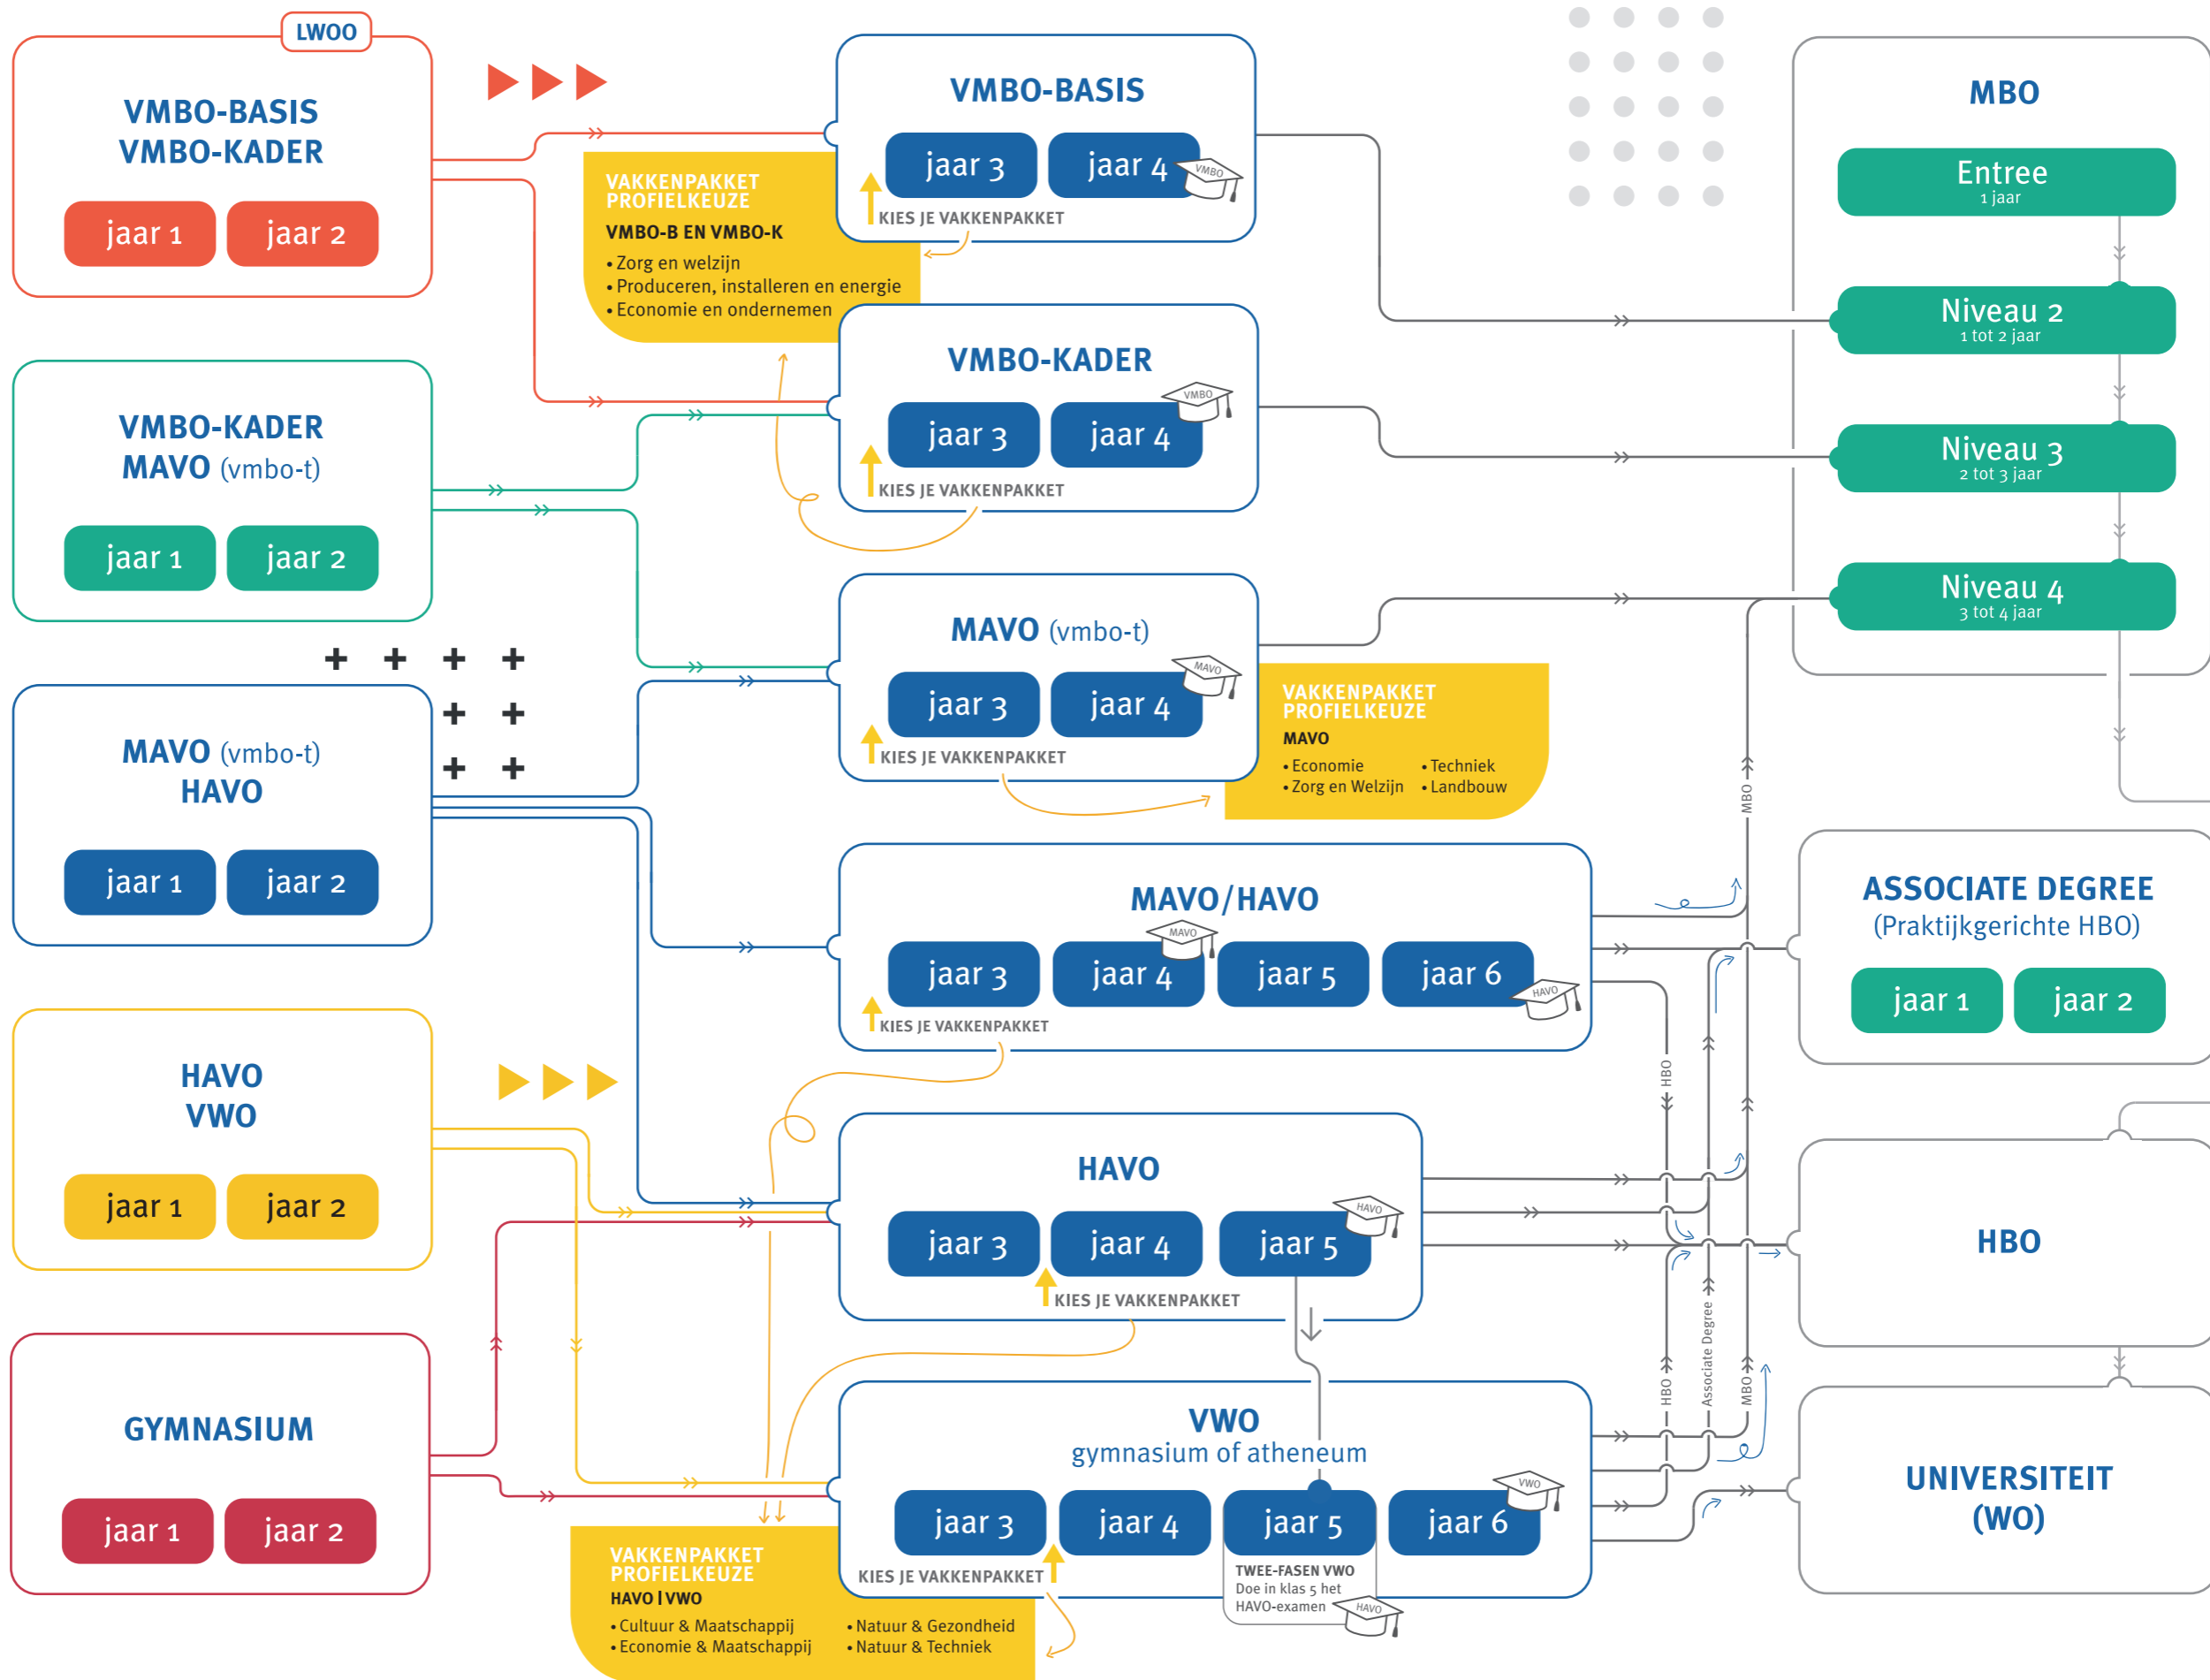 LWOO
VMBO-BASIS
VMBO-KADER
jaar 1
jaar 2
VMBO-KADER
MAVO (vmbo-t)
jaar 1
jaar 2
MAVO (vmbo-t)
HAVO
jaar 1
jaar 2
HAVO
VWO
jaar 1
jaar 2
GYMNASIUM
jaar 1
jaar 2
VAKKENPAKKET
PROFIELKEUZE
VMBO-B EN VMBO-K
• Zorg en welzijn
• Produceren, installeren en energie
• Economie en ondernemen
VMBO-BASIS
jaar 3
jaar 4
VMBO
KIES JE VAKKENPAKKET
VMBO-KADER
jaar 3
jaar 4
VMBO
KIES JE VAKKENPAKKET
MAVO (vmbo-t)
jaar 3
jaar 4
MAVO
KIES JE VAKKENPAKKET
VAKKENPAKKET
PROFIELKEUZE
MAVO
• Economie
• Techniek
• Zorg en Welzijn
• Landbouw
MAVO/HAVO
jaar 3
jaar 4
MAVO
jaar 5
jaar 6
HAVO
KIES JE VAKKENPAKKET
HAVO
jaar 3
jaar 4
jaar 5
HAVO
KIES JE VAKKENPAKKET
VWO
gymnasium of atheneum
jaar 3
jaar 4
jaar 5
jaar 6
VWO
KIES JE VAKKENPAKKET
TWEE-FASEN VWO
Doe in klas 5 het
HAVO-examen
HAVO
VAKKENPAKKET
PROFIELKEUZE
HAVO | VWO
• Cultuur & Maatschappij
• Natuur & Gezondheid
• Economie & Maatschappij
• Natuur & Techniek
MBO
HBO
HBO
Associate Degree
MBO
MBO
Entree
1 jaar
Niveau 2
1 tot 2 jaar
Niveau 3
2 tot 3 jaar
Niveau 4
3 tot 4 jaar
ASSOCIATE DEGREE
(Praktijkgerichte HBO)
jaar 1
jaar 2
HBO
UNIVERSITEIT
(WO)